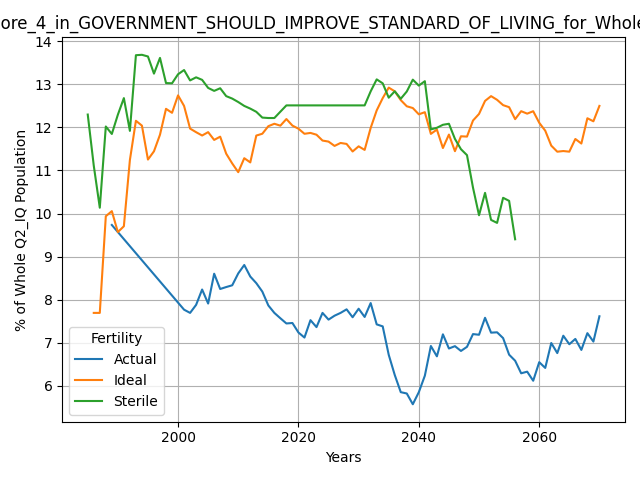 ore_4_in_GOVERNMENT_SHOULD_IMPROVE_STANDARD_OF_LIVING_for_Whole
14
13
12
11
10
9
8
7
6
% of Whole Q2_IQ Population
Fertility
Actual
Ideal
Sterile
2000
2020
2040
2060
Years